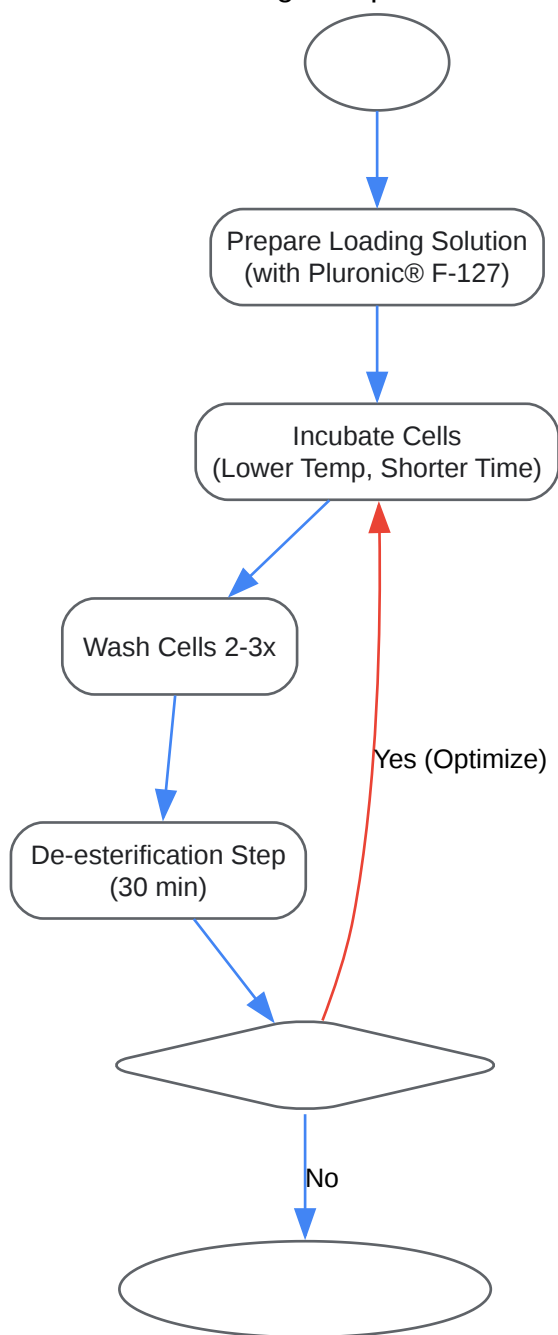 Prepare Loading Solution
(with Pluronic® F-127)
Incubate Cells
(Lower Temp, Shorter Time)
Wash Cells 2-3x
Yes (Optimize)
De-esterification Step
(30 min)
No